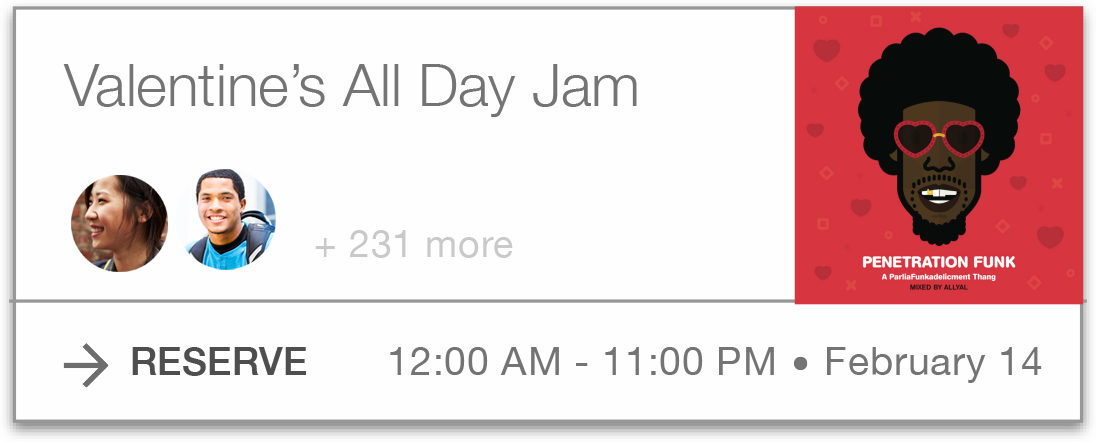 Valentine’s All Day Jam
+ 231 more
PENETRATION FUNK
A ParliaFunkadelicment Thang
MIXED BY ALLYAL
→ RESERVE 12:00 AM - 11:00 PM • February 14